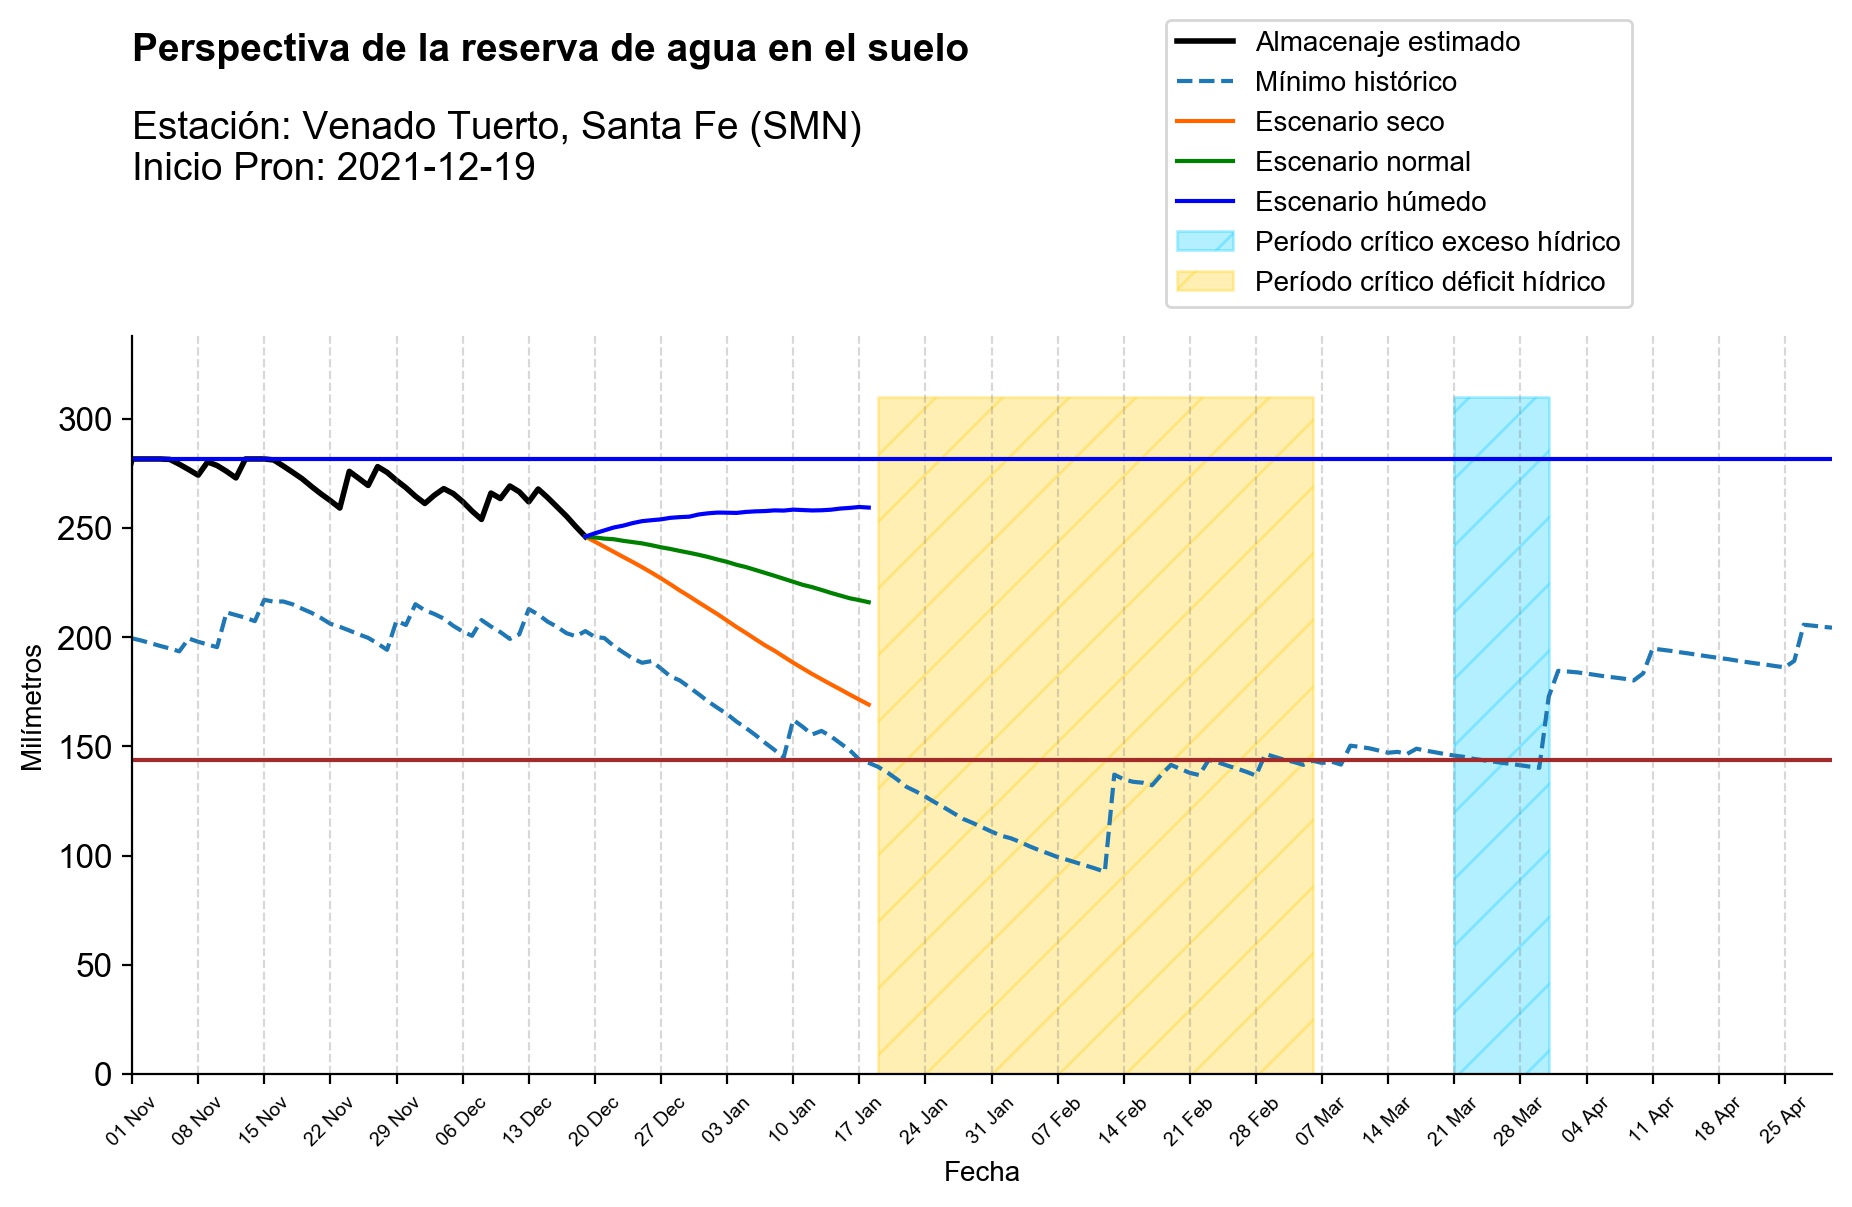 Perspectiva de la reserva de agua en el suelo
Estación: Venado Tuerto, Santa Fe (SMN)
Inicio Pron: 2021-12-19
Almacenaje estimado
Mínimo histórico
Escenario seco
Escenario normal
Escenario húmedo
Período crítico exceso hídrico
Período crítico déficit hídrico
Milímetros
300
250
200
150
100
50
0
01 Nov
08 Nov
15 Nov
22 Nov
29 Nov
06 Dec
13 Dec
20 Dec
27 Dec
03 Jan
10 Jan
17 Jan
24 Jan
31 Jan
07 Feb
14 Feb
21 Feb
28 Feb
07 Mar
14 Mar
21 Mar
28 Mar
04 Apr
11 Apr
18 Apr
25 Apr
Fecha